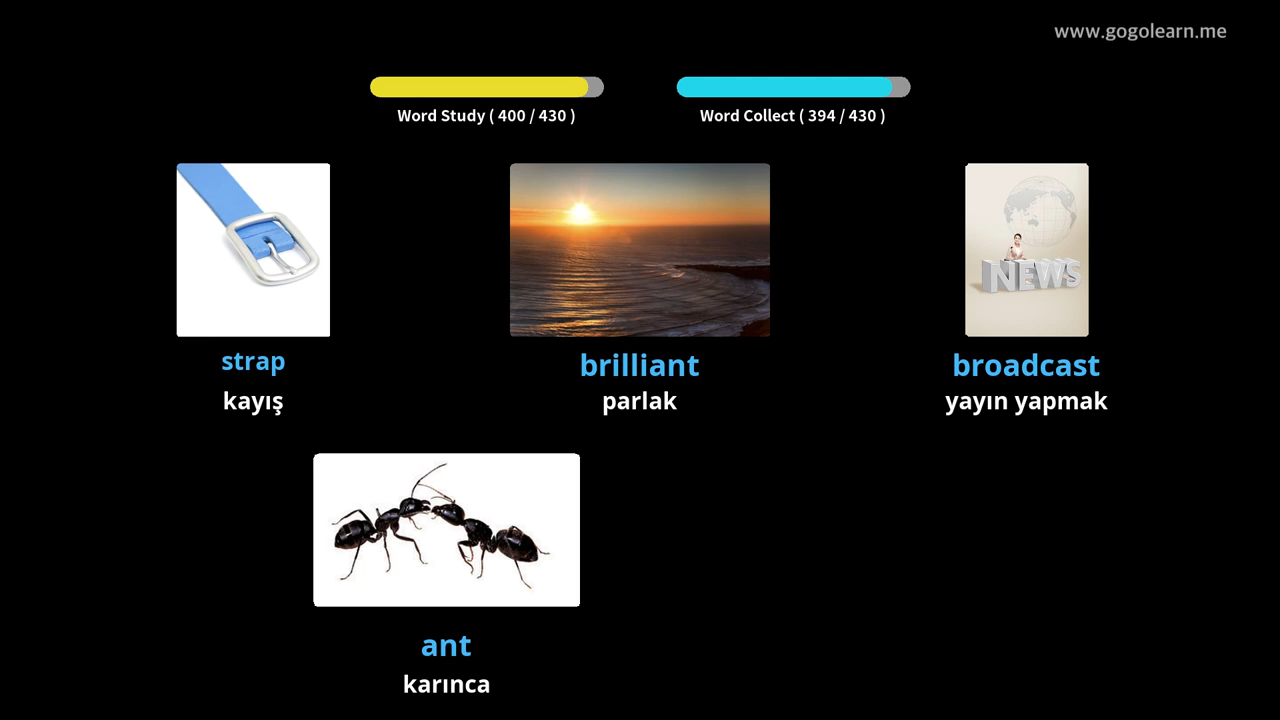 www.gogolearn.me
Word Study ( 400 / 430 )
Word Collect ( 394 / 430 )
NEWS
strap
kayış
brilliant
parlak
broadcast
yayın yapmak
ant
karınca